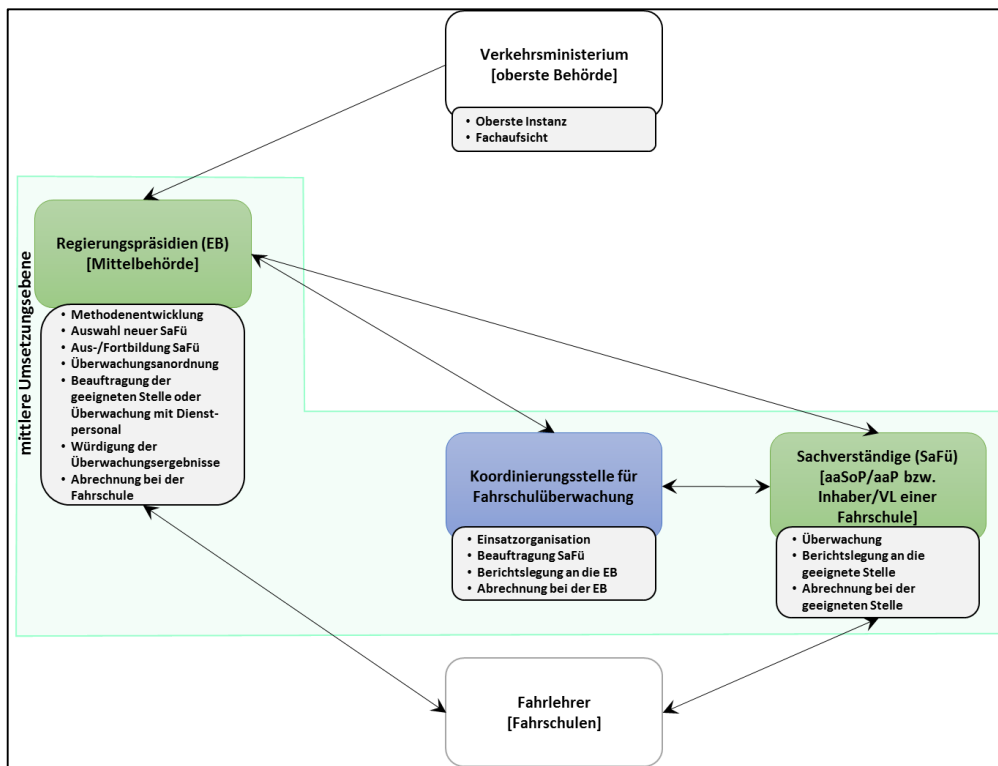 Verkehrsministerium
[oberste Behörde]
• Oberste Instanz
• Fachaufsicht
mittlere Umsetzungsebene
Regierungspräsidien (EB)
[Mittelbehörde]
• Methodenentwicklung
• Auswahl neuer SaFü
• Aus-/Fortbildung SaFü
• Überwachungsanordnung
• Beauftragung der
geeigneten Stelle oder
Überwachung mit Dienst-
personal
• Würdigung der
Überwachungsergebnisse
• Abrechnung bei der
Fahrschule
Koordinierungsstelle für
Fahrschulüberwachung
• Einsatzorganisation
• Beauftragung SaFü
• Berichtslegung an die EB
• Abrechnung bei der EB
Sachverständige (SaFü)
[aaSoP/aaP bzw.
Inhaber/VL einer
Fahrschule]
• Überwachung
• Berichtslegung an die
geeignete Stelle
• Abrechnung bei der
geeigneten Stelle
Fahrlehrer
[Fahrschulen]